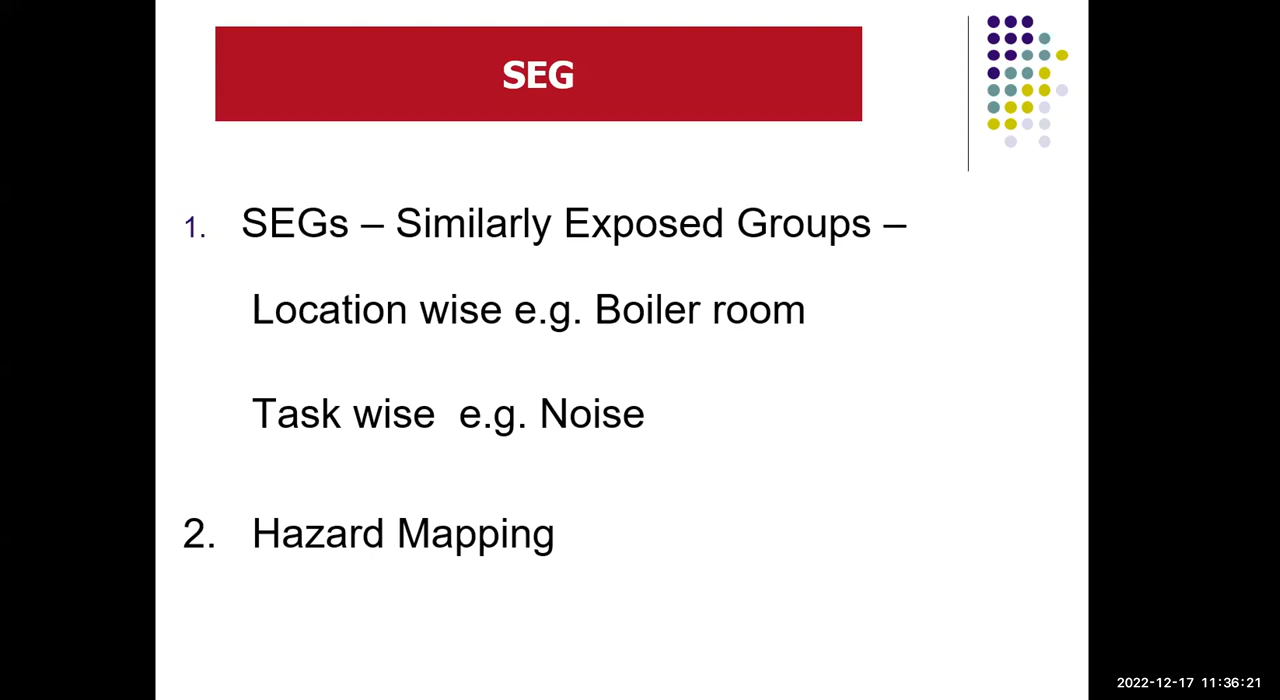 SEG
1. SEGs – Similarly Exposed Groups –
Location wise e.g. Boiler room
Task wise e.g. Noise
2. Hazard Mapping
2022-12-17 11:36:21